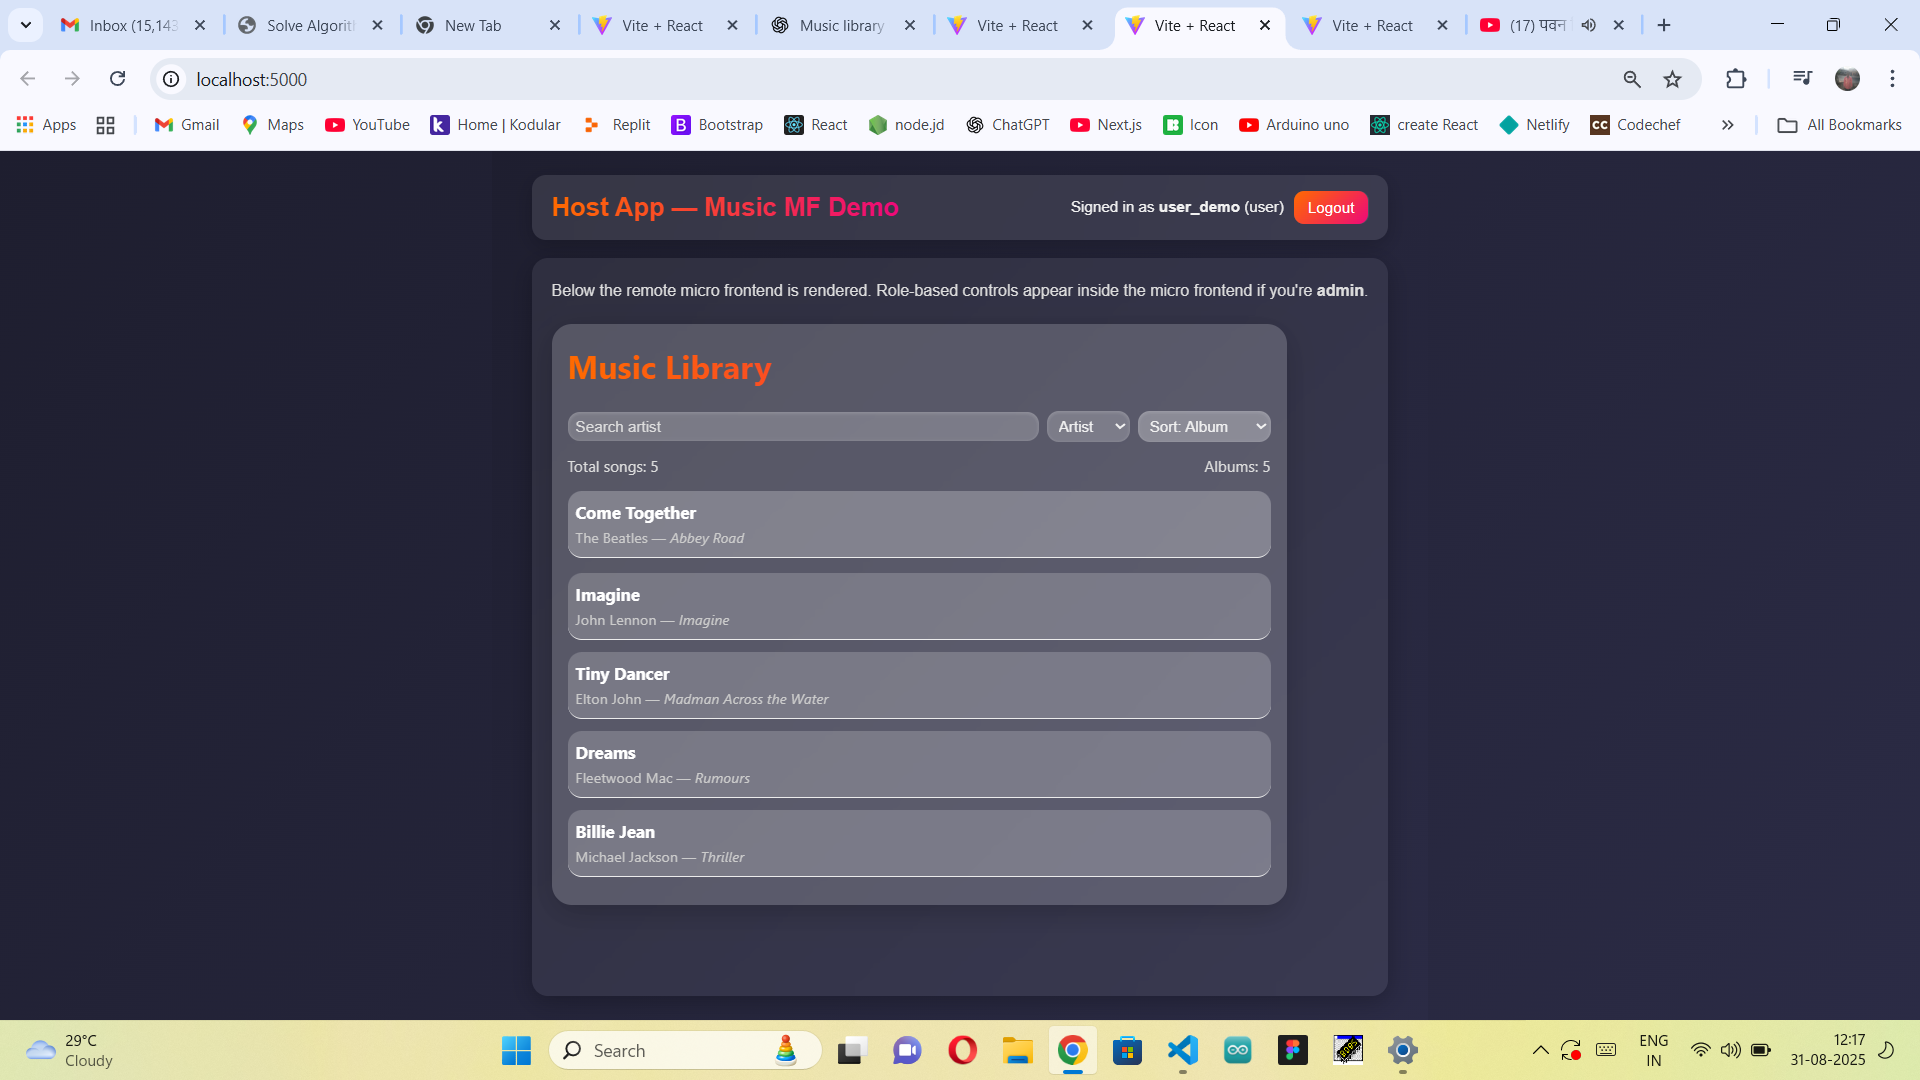 Inbox (15,143
Solve Algorit
New Tab
Vite + React
Music library
Vite + React
Vite + React
Vite + React
(17) पवन
localhost:5000
Apps
Gmail
Maps
YouTube
Home | Kodular
Replit
Bootstrap
React
node.jd
ChatGPT
Next.js
Icon
Arduino uno
create React
Netlify
Codechef
All Bookmarks
Host App — Music MF Demo
Signed in as user_demo (user)
Logout
Below the remote micro frontend is rendered. Role-based controls appear inside the micro frontend if you're admin.
Music Library
Search artist
Artist
Sort: Album
Total songs: 5
Albums: 5
Come Together
The Beatles — Abbey Road
Imagine
John Lennon — Imagine
Tiny Dancer
Elton John — Madman Across the Water
Dreams
Fleetwood Mac — Rumours
Billie Jean
Michael Jackson — Thriller
29°C
Cloudy
Search
ENG
IN
12:17
31-08-2025